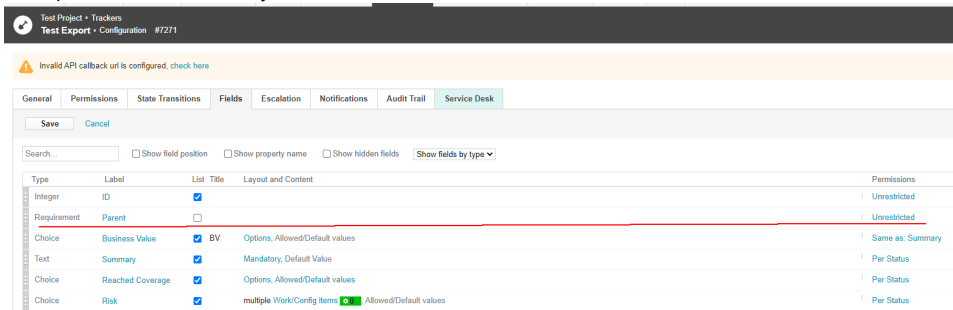 Test Project » Trackers
Test Export » Configuration #7271
Invalid API callback url is configured, check here
General Permissions State Transitions Fields Escalation Notifications Audit Trail Service Desk
Save Cancel
Search... Show field position Show property name Show hidden fields Show fields by type
Type Label List Title Layout and Content Permissions
Integer ID Unrestricted
Requirement Parent Unrestricted
Choice Business Value BV Options, Allowed/Default values Same as: Summary
Text Summary Mandatory, Default Value Per Status
Choice Reached Coverage Options, Allowed/Default values Per Status
Choice Risk multiple Work/Config items 0 , Allowed/Default values Per Status